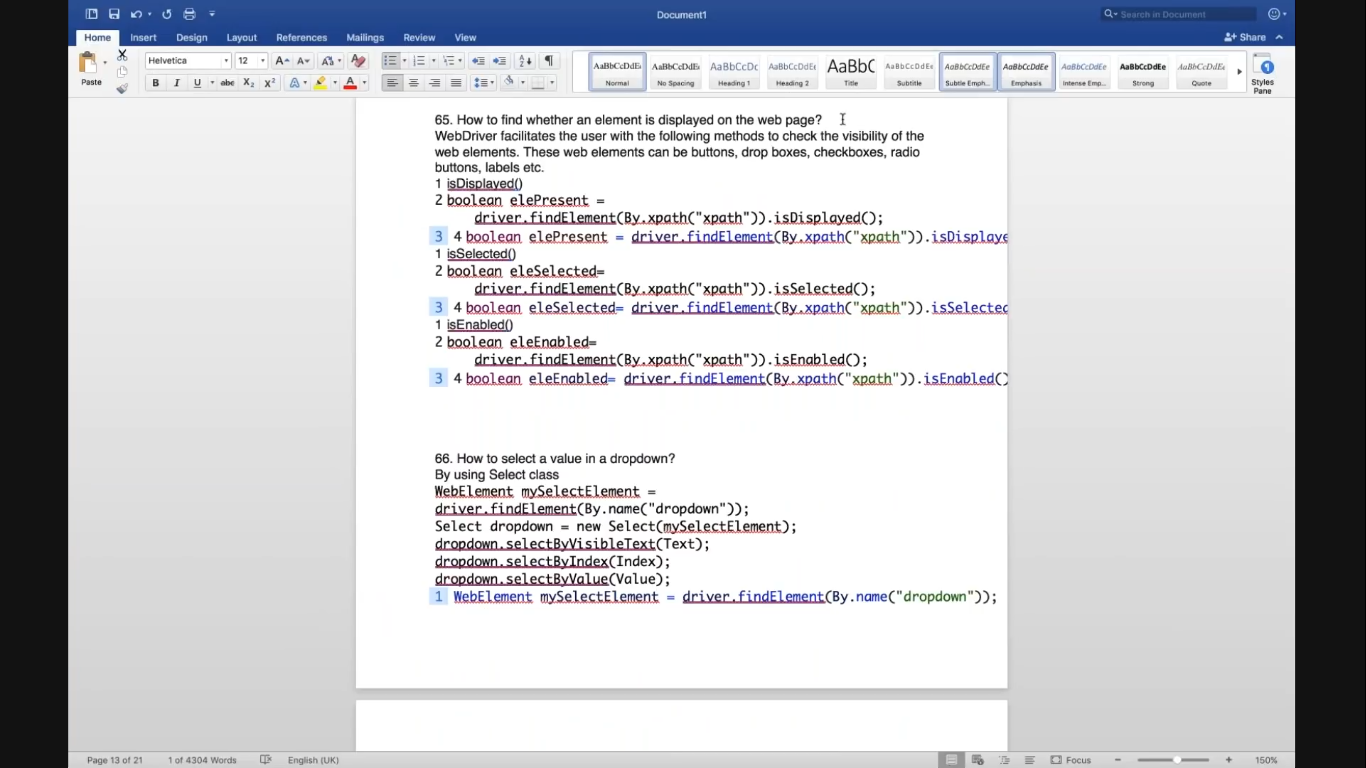 Document1
Search in Document
Home Insert Design Layout References Mailings Review View
Share
Paste
Helvetica 12
B I U abc X₂ X²
AaBbCcDdEe AaBbCcDdEe AaBbCcDc AaBbCcDdEe AaBbC AaBbCcDdEe AaBbCcDdEe AaBbCcDdEe AaBbCcDdEe AaBbCcDdEe AaBbCcDdEe
Normal No Spacing Heading 1 Heading 2 Title Subtitle Subtle Emph... Emphasis Intense Emp... Strong Quote
Styles
Pane
65. How to find whether an element is displayed on the web page?
WebDriver facilitates the user with the following methods to check the visibility of the
web elements. These web elements can be buttons, drop boxes, checkboxes, radio
buttons, labels etc.
1 isDisplayed()
2 boolean elePresent =
driver.findElement(By.xpath("xpath")).isDisplayed();
3 4 boolean elePresent = driver.findElement(By.xpath("xpath")).isDisplaye
1 isSelected()
2 boolean eleSelected=
driver.findElement(By.xpath("xpath")).isSelected();
3 4 boolean eleSelected= driver.findElement(By.xpath("xpath")).isSelected
1 isEnabled()
2 boolean eleEnabled=
driver.findElement(By.xpath("xpath")).isEnabled();
3 4 boolean eleEnabled= driver.findElement(By.xpath("xpath")).isEnabled()
66. How to select a value in a dropdown?
By using Select class
WebElement mySelectElement =
driver.findElement(By.name("dropdown"));
Select dropdown = new Select(mySelectElement);
dropdown.selectByVisibleText(Text);
dropdown.selectByIndex(Index);
dropdown.selectByValue(Value);
1 WebElement mySelectElement = driver.findElement(By.name("dropdown"));
Page 13 of 21 1 of 4304 Words English (UK) Focus 150%